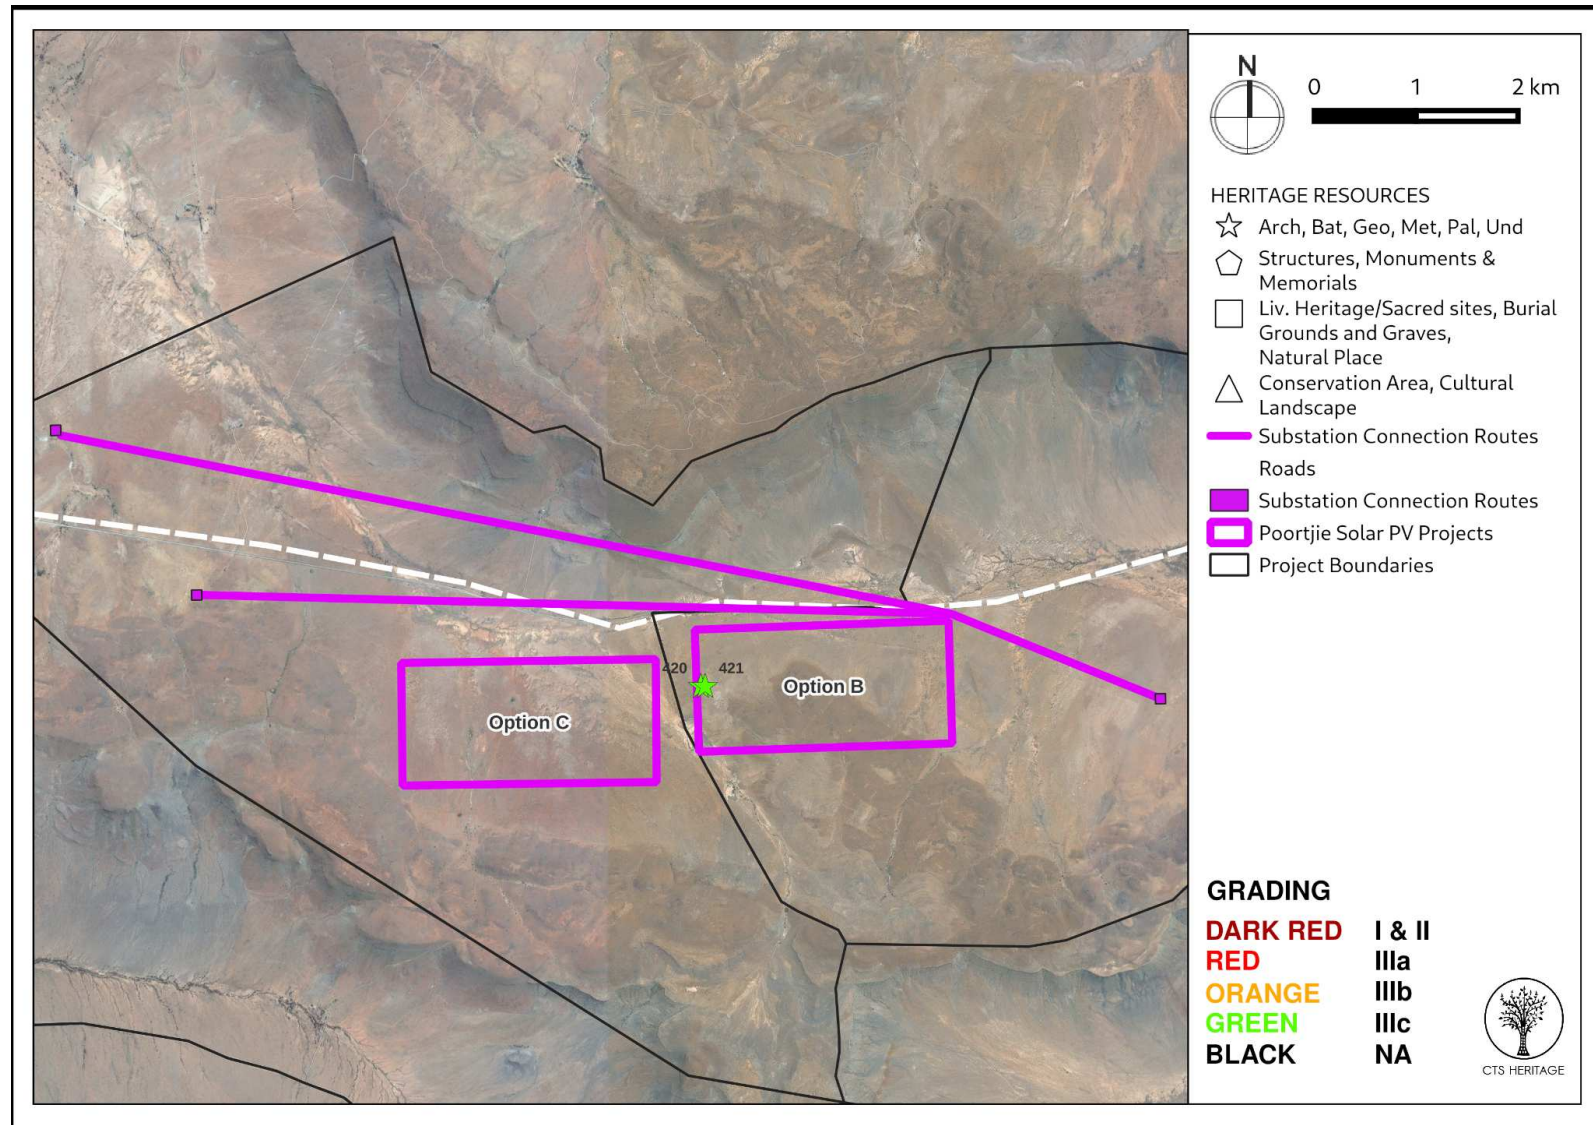 N
0 1 2 km
HERITAGE RESOURCES
Arch, Bat, Geo, Met, Pal, Und
Structures, Monuments &
Memorials
Liv. Heritage/Sacred sites, Burial
Grounds and Graves,
Natural Place
Conservation Area, Cultural
Landscape
Substation Connection Routes
Roads
Substation Connection Routes
Poortjie Solar PV Projects
Project Boundaries
420 421
Option B
Option C
GRADING
DARK RED I & II
RED IIIa
ORANGE IIIb
GREEN IIIc
BLACK NA
CTS HERITAGE